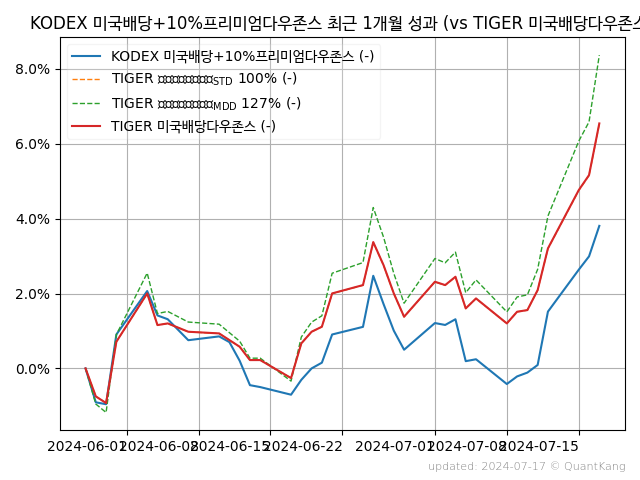 KODEX 미국배당+10%프리미엄다우존스 최근 1개월 성과 (vs TIGER 미국배당다우존스
KODEX 미국배당+10%프리미엄다우존스 (-)
TIGER STD 100% (-)
TIGER MDD 127% (-)
TIGER 미국배당다우존스 (-)
8.0%
6.0%
4.0%
2.0%
0.0%
2024-06-01 2024-06-08 2024-06-15 2024-06-22 2024-07-01 2024-07-08 2024-07-15
updated: 2024-07-17 © QuantKang